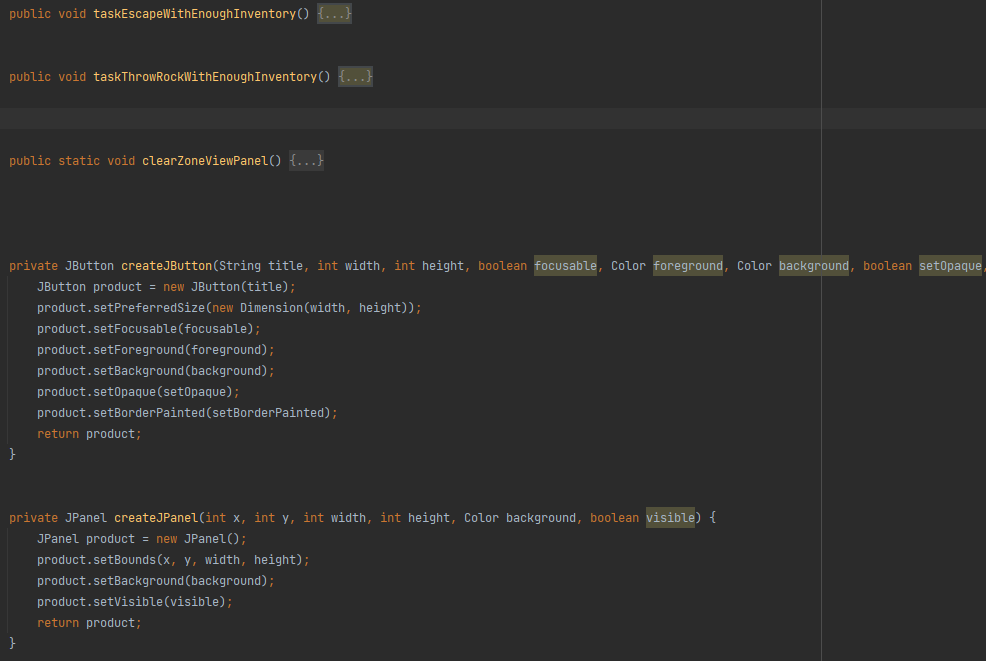 public void taskEscapeWithEnoughInventory() {...}
public void taskThrowRockWithEnoughInventory() {...}
public static void clearZoneViewPanel() {...}
private JButton createJButton(String title, int width, int height, boolean focusable, Color foreground, Color background, boolean setOpaque,
    JButton product = new JButton(title);
    product.setPreferredSize(new Dimension(width, height));
    product.setFocusable(focusable);
    product.setForeground(foreground);
    product.setBackground(background);
    product.setOpaque(setOpaque);
    product.setBorderPainted(setBorderPainted);
    return product;
}
private JPanel createJPanel(int x, int y, int width, int height, Color background, boolean visible) {
    JPanel product = new JPanel();
    product.setBounds(x, y, width, height);
    product.setBackground(background);
    product.setVisible(visible);
    return product;
}